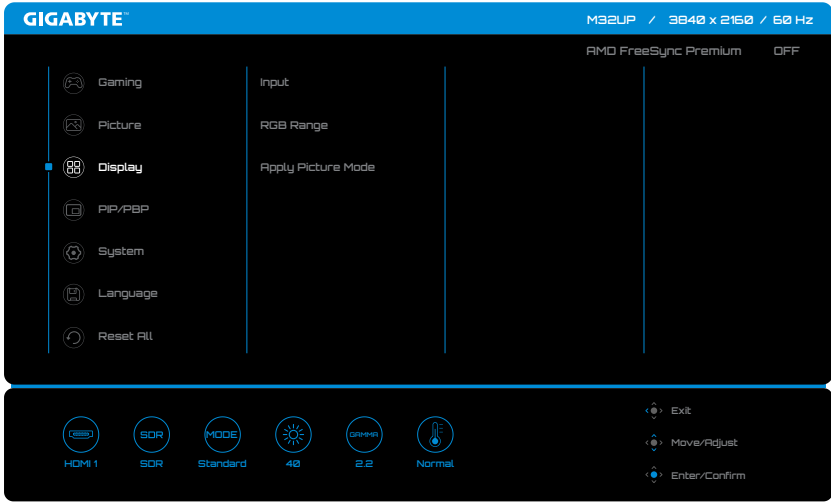 GIGABYTE™ M32UP / 3840 x 2160 / 60 Hz
AMD FreeSync Premium OFF
Gaming Input
Picture RGB Range
Display Apply Picture Mode
PIP/PBP
System
Language
Reset All
Exit
SDR MODE GAMMA
Move/Adjust
HDMI 1 SDR Standard 40 2.2 Normal
Enter/Confirm